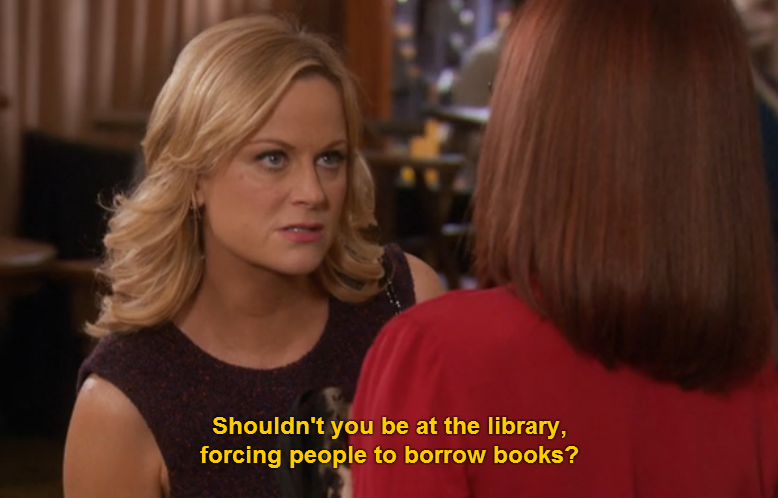 Shouldn't you be at the library,
forcing people to borrow books?